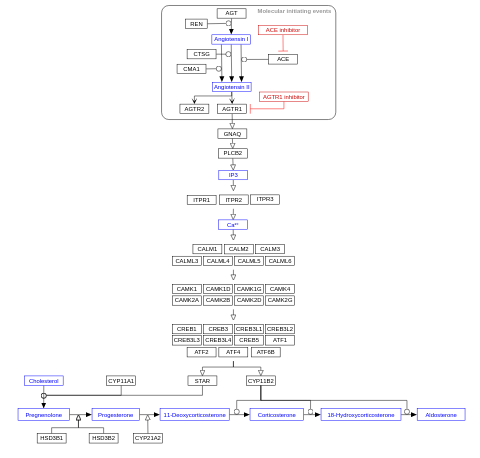 Molecular initiating events
AGT
REN
ACE inhibitor
Angiotensin I
CTSG
ACE
CMA1
Angiotensin II
AGTR1 inhibitor
AGTR2 AGTR1
GNAQ
PLCB2
IP3
ITPR1 ITPR2 ITPR3
Ca²⁺
CALM1 CALM2 CALM3
CALML3 CALML4 CALML5 CALML6
CAMK1 CAMK1D CAMK1G CAMK4
CAMK2A CAMK2B CAMK2D CAMK2G
CREB1 CREB3 CREB3L1 CREB3L2
CREB3L3 CREB3L4 CREB5 ATF1
ATF2 ATF4 ATF6B
Cholesterol CYP11A1 STAR CYP11B2
Pregnenolone Progesterone 11-Deoxycorticosterone Corticosterone 18-Hydroxycorticosterone Aldosterone
HSD3B1 HSD3B2 CYP21A2